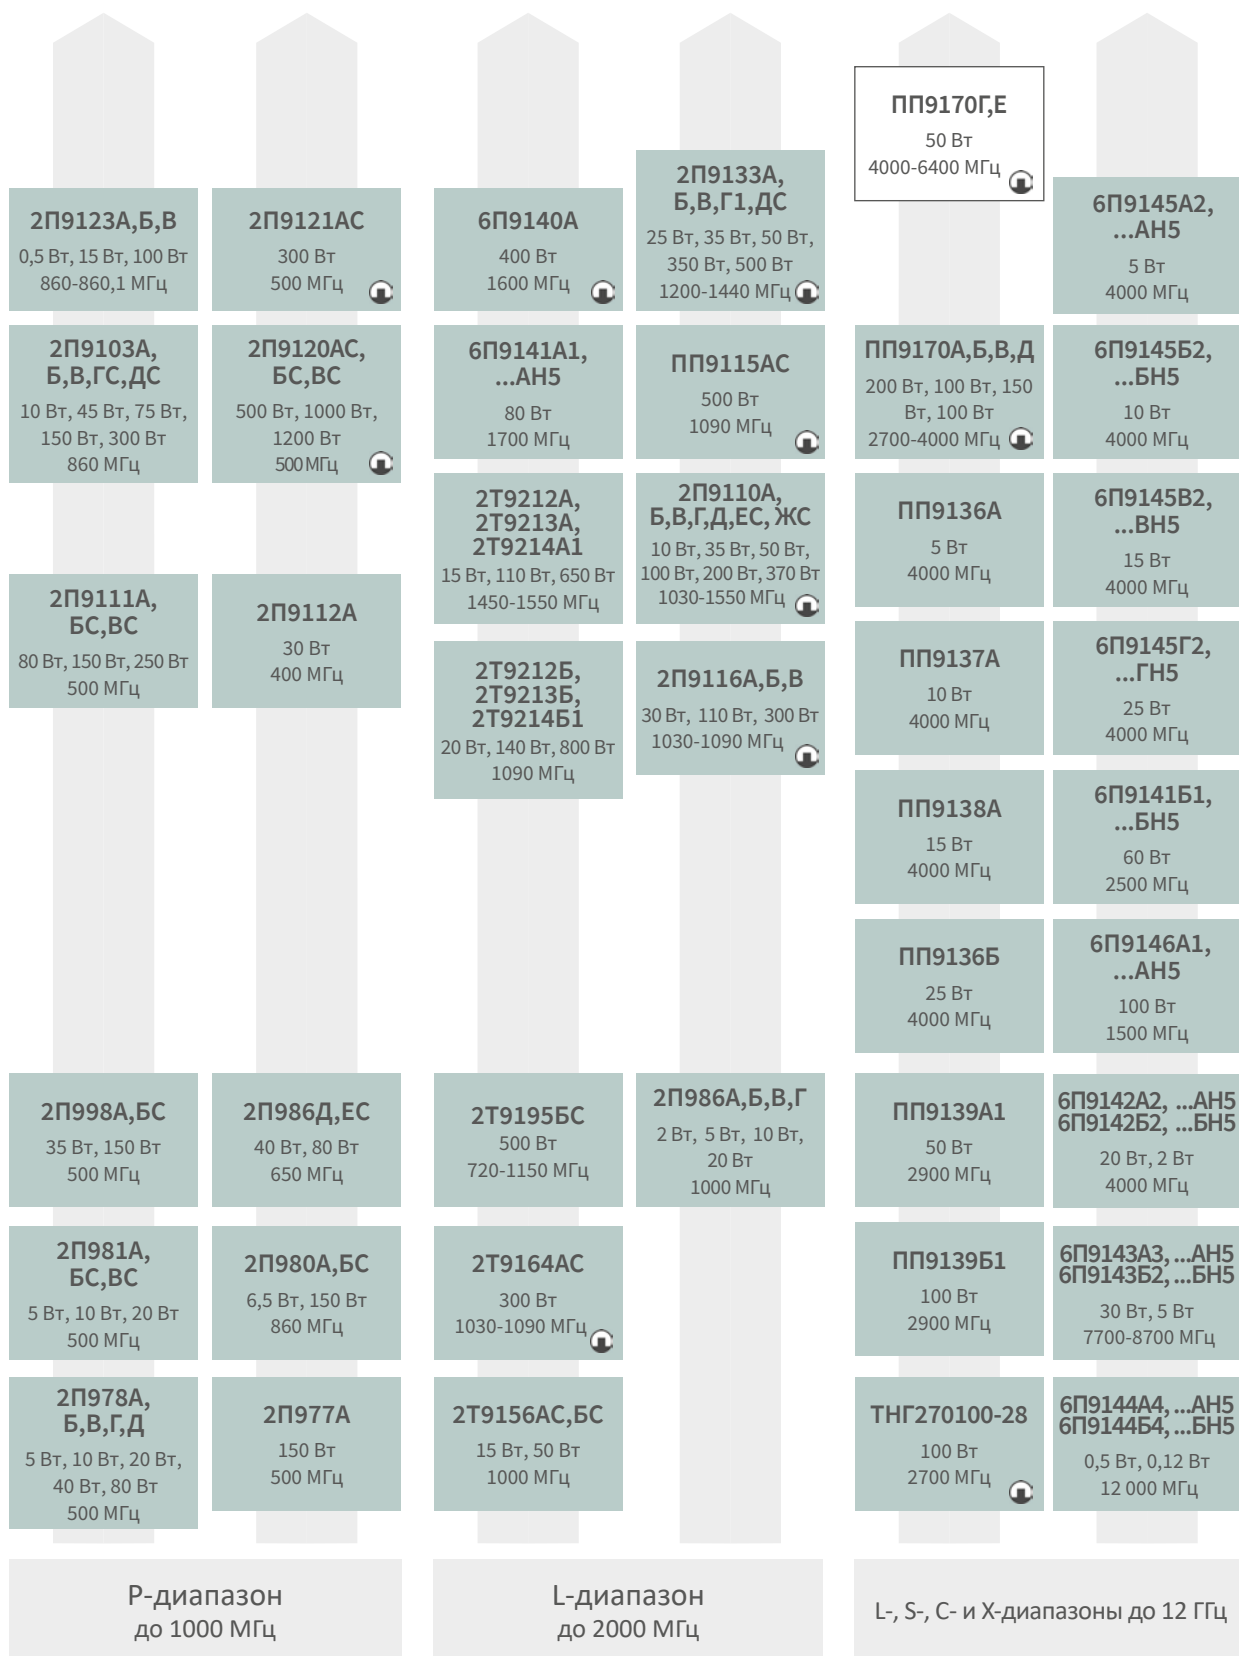 2П9123А,Б,В
0,5 Вт, 15 Вт, 100 Вт
860-860,1 МГц
2П9103А,
Б,В,ГС,ДС
10 Вт, 45 Вт, 75 Вт,
150 Вт, 300 Вт
860 МГц
2П9111А,
БС,ВС
80 Вт, 150 Вт, 250 Вт
500 МГц
2П998А,БС
35 Вт, 150 Вт
500 МГц
2П981А,
БС,ВС
5 Вт, 10 Вт, 20 Вт
500 МГц
2П978А,
Б,В,Г,Д
5 Вт, 10 Вт, 20 Вт,
40 Вт, 80 Вт
500 МГц
2П9121АС
300 Вт
500 МГц
2П9120АС,
БС,ВС
500 Вт, 1000 Вт,
1200 Вт
500 МГц
2П9112А
30 Вт
400 МГц
2П986Д,ЕС
40 Вт, 80 Вт
650 МГц
2П980А,БС
6,5 Вт, 150 Вт
860 МГц
2П977А
150 Вт
500 МГц
Р-диапазон
до 1000 МГц
6П9140А
400 Вт
1600 МГц
6П9141А1,
...АН5
80 Вт
1700 МГц
2Т9212А,
2Т9213А,
2Т9214А1
15 Вт, 110 Вт, 650 Вт
1450-1550 МГц
2Т9212Б,
2Т9213Б,
2Т9214Б1
20 Вт, 140 Вт, 800 Вт
1090 МГц
2Т9195БС
500 Вт
720-1150 МГц
2Т9164АС
300 Вт
1030-1090 МГц
2Т9156АС,БС
15 Вт, 50 Вт
1000 МГц
2П9133А,
Б,В,Г1,ДС
25 Вт, 35 Вт, 50 Вт,
350 Вт, 500 Вт
1200-1440 МГц
ПП9115АС
500 Вт
1090 МГц
2П9110А,
Б,В,Г,Д,ЕС, ЖС
10 Вт, 35 Вт, 50 Вт,
100 Вт, 200 Вт, 370 Вт
1030-1550 МГц
2П9116А,Б,В
30 Вт, 110 Вт, 300 Вт
1030-1090 МГц
2П986А,Б,В,Г
2 Вт, 5 Вт, 10 Вт,
20 Вт
1000 МГц
L-диапазон
до 2000 МГц
ПП9170Г,Е
50 Вт
4000-6400 МГц
ПП9170А,Б,В,Д
200 Вт, 100 Вт, 150
Вт, 100 Вт
2700-4000 МГц
ПП9136А
5 Вт
4000 МГц
ПП9137А
10 Вт
4000 МГц
ПП9138А
15 Вт
4000 МГц
ПП9136Б
25 Вт
4000 МГц
ПП9139А1
50 Вт
2900 МГц
ПП9139Б1
100 Вт
2900 МГц
ТНГ270100-28
100 Вт
2700 МГц
6П9145А2,
...АН5
5 Вт
4000 МГц
6П9145Б2,
...БН5
10 Вт
4000 МГц
6П9145В2,
...ВН5
15 Вт
4000 МГц
6П9145Г2,
...ГН5
25 Вт
4000 МГц
6П9141Б1,
...БН5
60 Вт
2500 МГц
6П9146А1,
...АН5
100 Вт
1500 МГц
6П9142А2, ...АН5
6П9142Б2, ...БН5
20 Вт, 2 Вт
4000 МГц
6П9143А3, ...АН5
6П9143Б2, ...БН5
30 Вт, 5 Вт
7700-8700 МГц
6П9144А4, ...АН5
6П9144Б4, ...БН5
0,5 Вт, 0,12 Вт
12 000 МГц
L-, S-, C- и X-диапазоны до 12 ГГц